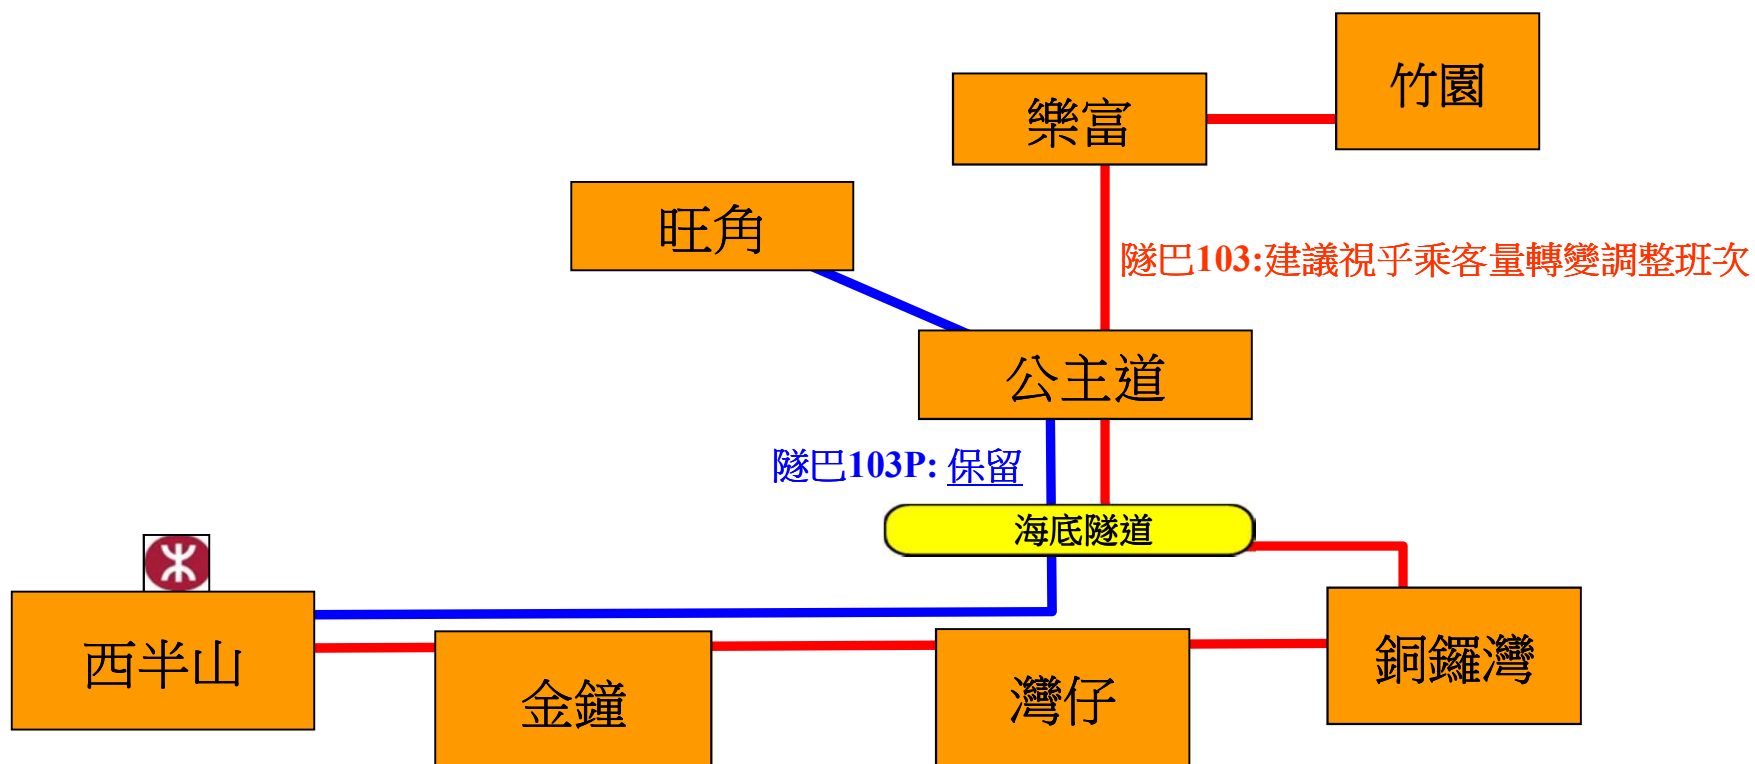 竹園
樂富
旺角
隧巴103:建議視乎乘客量轉變調整班次
公主道
隧巴103P: 保留
海底隧道
西半山
金鐘
灣仔
銅鑼灣